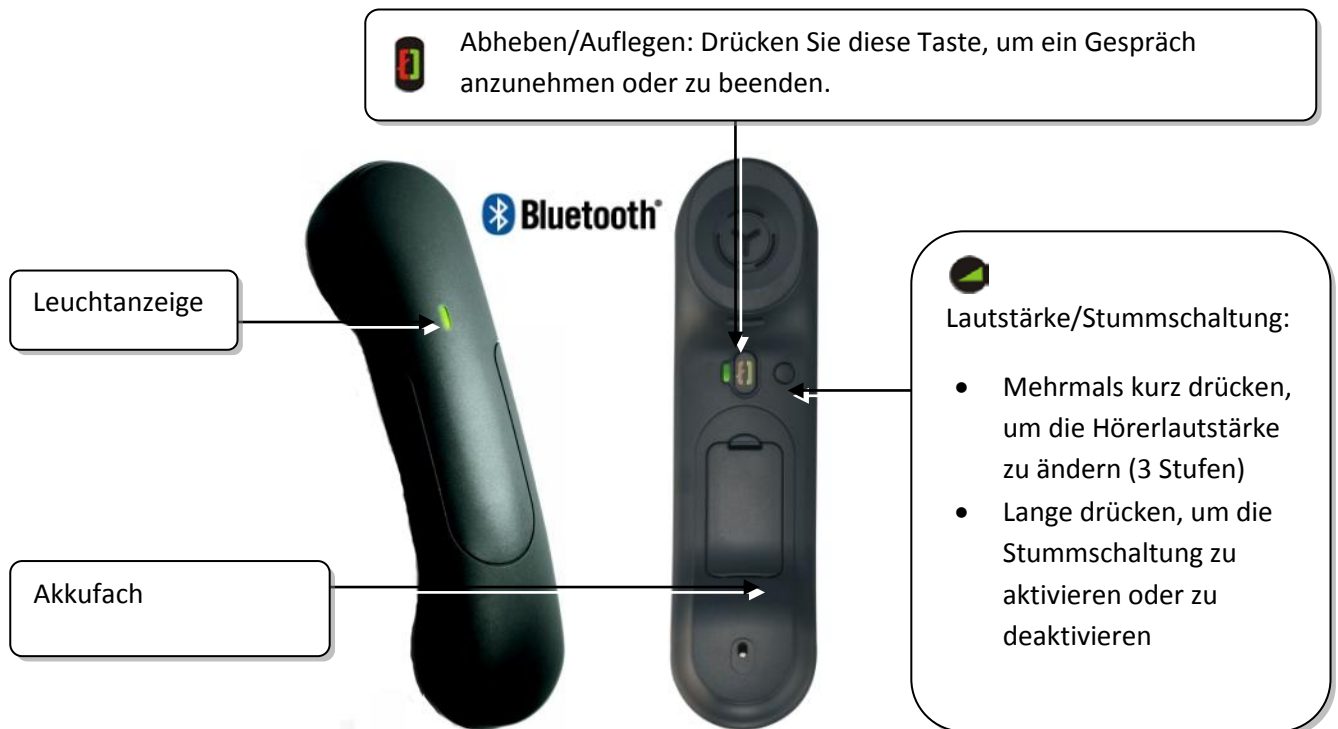 Abheben/Auflegen: Drücken Sie diese Taste, um ein Gespräch
anzunehmen oder zu beenden.
Bluetooth®
Leuchtanzeige
Lautstärke/Stummschaltung:
• Mehrmals kurz drücken,
um die Hörerlautstärke
zu ändern (3 Stufen)
• Lange drücken, um die
Stummschaltung zu
aktivieren oder zu
deaktivieren
Akkufach